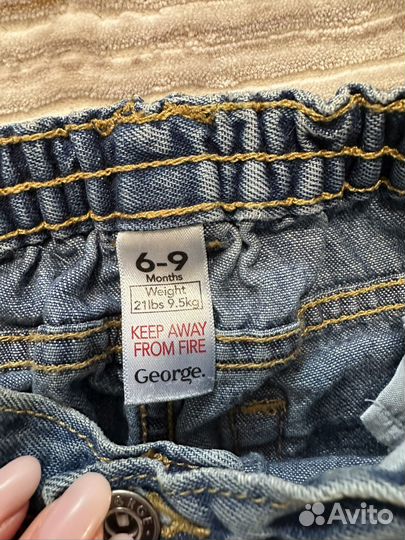 6-9
Months
Weight
21lbs 9.5kg
KEEP AWAY
FROM FIRE
George.
Avito